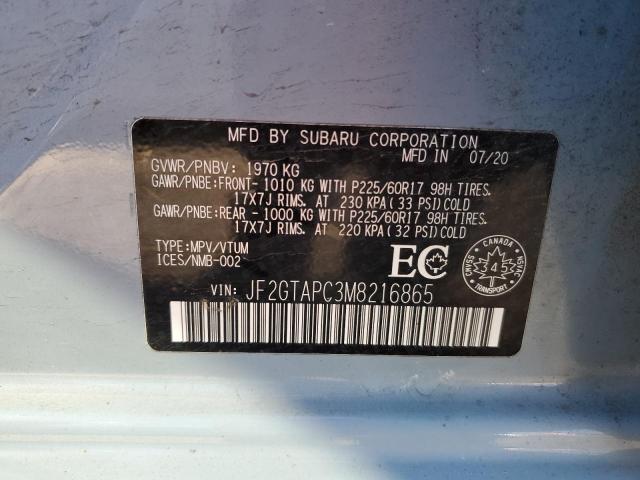 MFD BY SUBARU CORPORATION
MFD IN 07/20
GVWR/PNBV: 1970 KG
GAWR/PNBE: FRONT- 1010 KG WITH P225/60R17 98H TIRES.
17X7J RIMS. AT 230 KPA(33 PSI)COLD
GAWR/PNBE: REAR - 1000 KG WITH P225/60R17 98H TIRES.
17X7J RIMS. AT 220 KPA(32 PSI)COLD
TYPE:MPV/VTUM
ICES/NMB-002
EC
CANADA
CMVSS
NSVAC
345
TRANSPORT
VIN: JF2GTAPC3M8216865